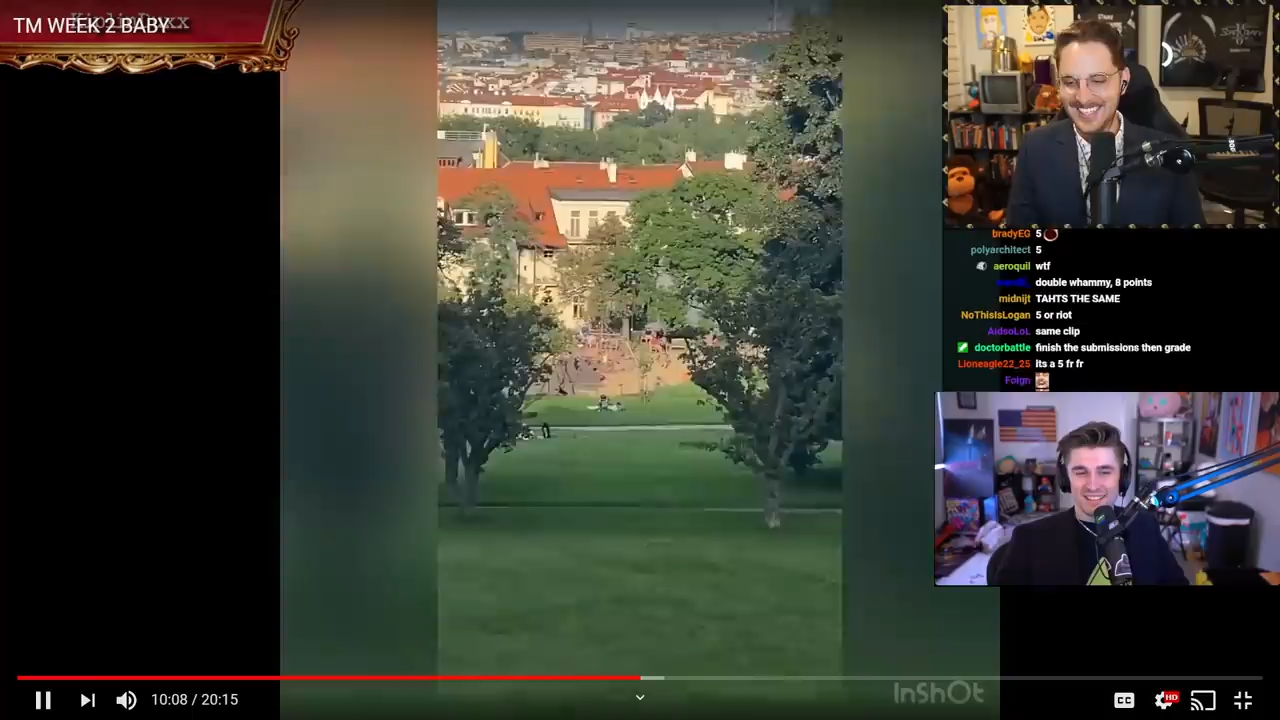 TM WEEK 2 BABY
bradyEG 5
polyarchitect 5
aeroquil wtf
double whammy, 8 points
midnijt TAHTS THE SAME
NoThisIsLogan 5 or riot
AidsoLoL same clip
doctorbattle finish the submissions then grade
Lioneagle22_25 its a 5 fr fr
Foign
InShOt
10:08 / 20:15
CC
HD